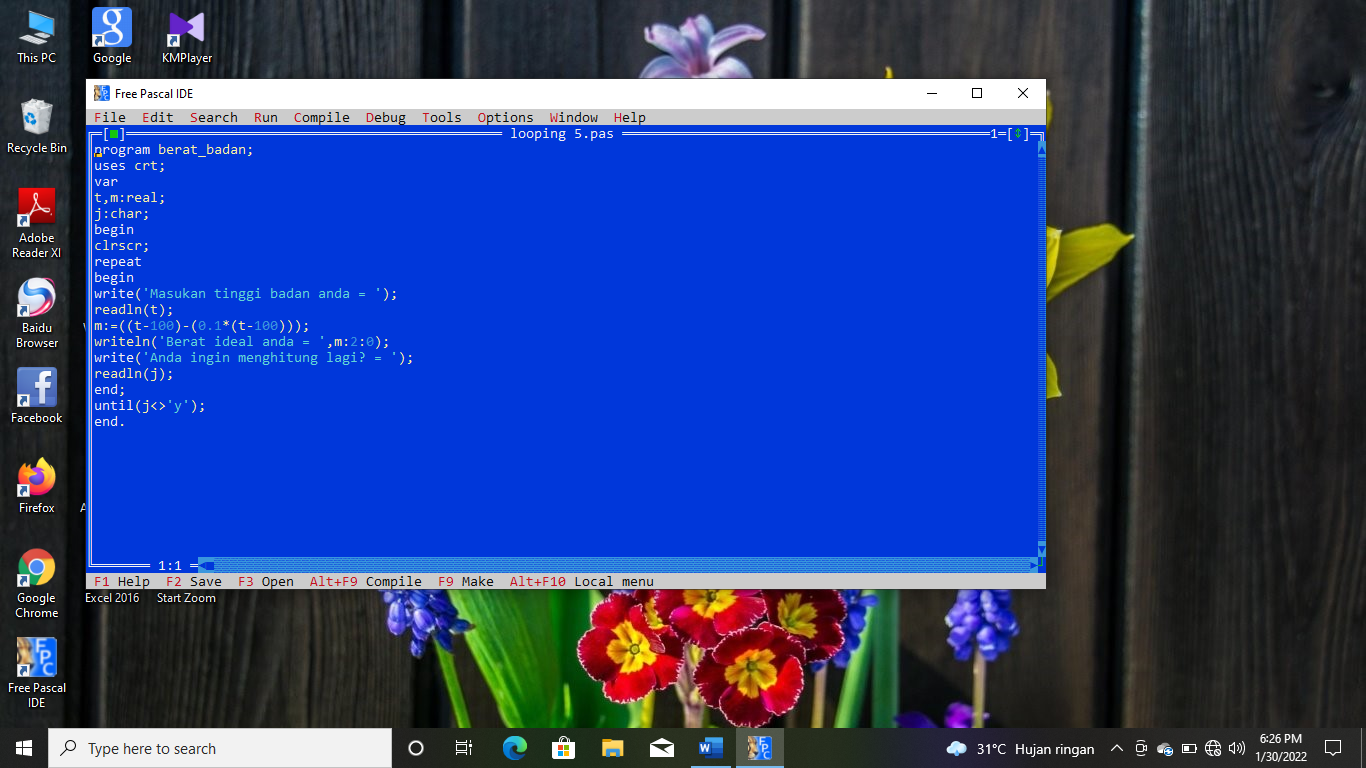 This PC
Google
KMPlayer
Recycle Bin
Adobe
Reader XI
Baidu
Browser
Facebook
Firefox
Google
Chrome
Free Pascal
IDE
Excel 2016
Start Zoom
Free Pascal IDE
File Edit Search Run Compile Debug Tools Options Window Help
looping 5.pas
1
program berat_badan;
uses crt;
var
t,m:real;
j:char;
begin
clrscr;
repeat
begin
write('Masukan tinggi badan anda = ');
readln(t);
m:=((t-100)-(0.1*(t-100)));
writeln('Berat ideal anda = ',m:2:0);
write('Anda ingin menghitung lagi? = ');
readln(j);
end;
until(j<>'y');
end.
1:1
F1 Help F2 Save F3 Open Alt+F9 Compile F9 Make Alt+F10 Local menu
Type here to search
31°C Hujan ringan
6:26 PM
1/30/2022